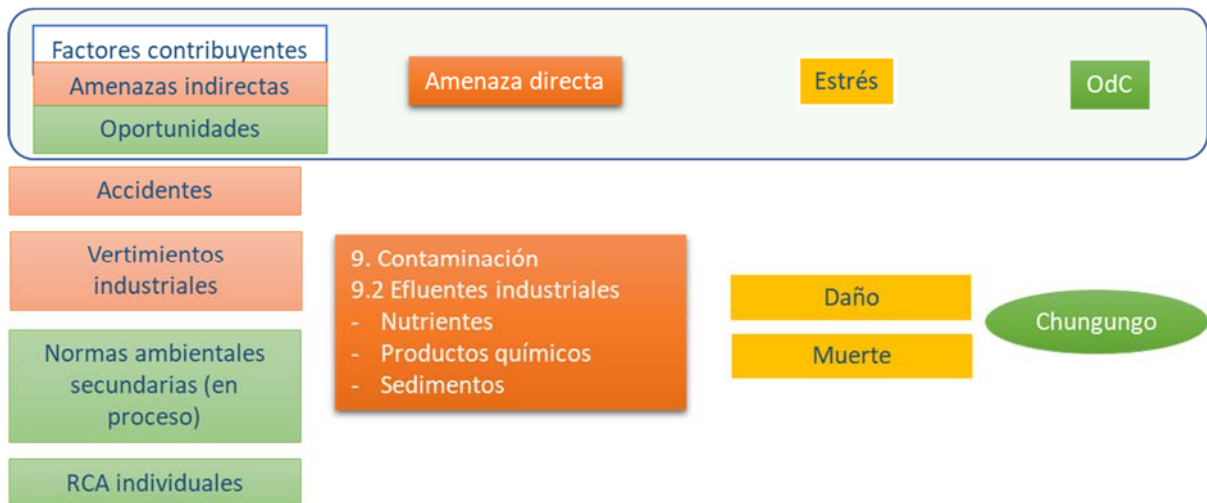 Factores contribuyentes
Amenazas indirectas
Oportunidades
Amenaza directa
Estrés
OdC
Accidentes
Vertimientos
industriales
Normas ambientales
secundarias (en
proceso)
RCA individuales
9. Contaminación
9.2 Efluentes industriales
- Nutrientes
- Productos químicos
- Sedimentos
Daño
Muerte
Chungungo